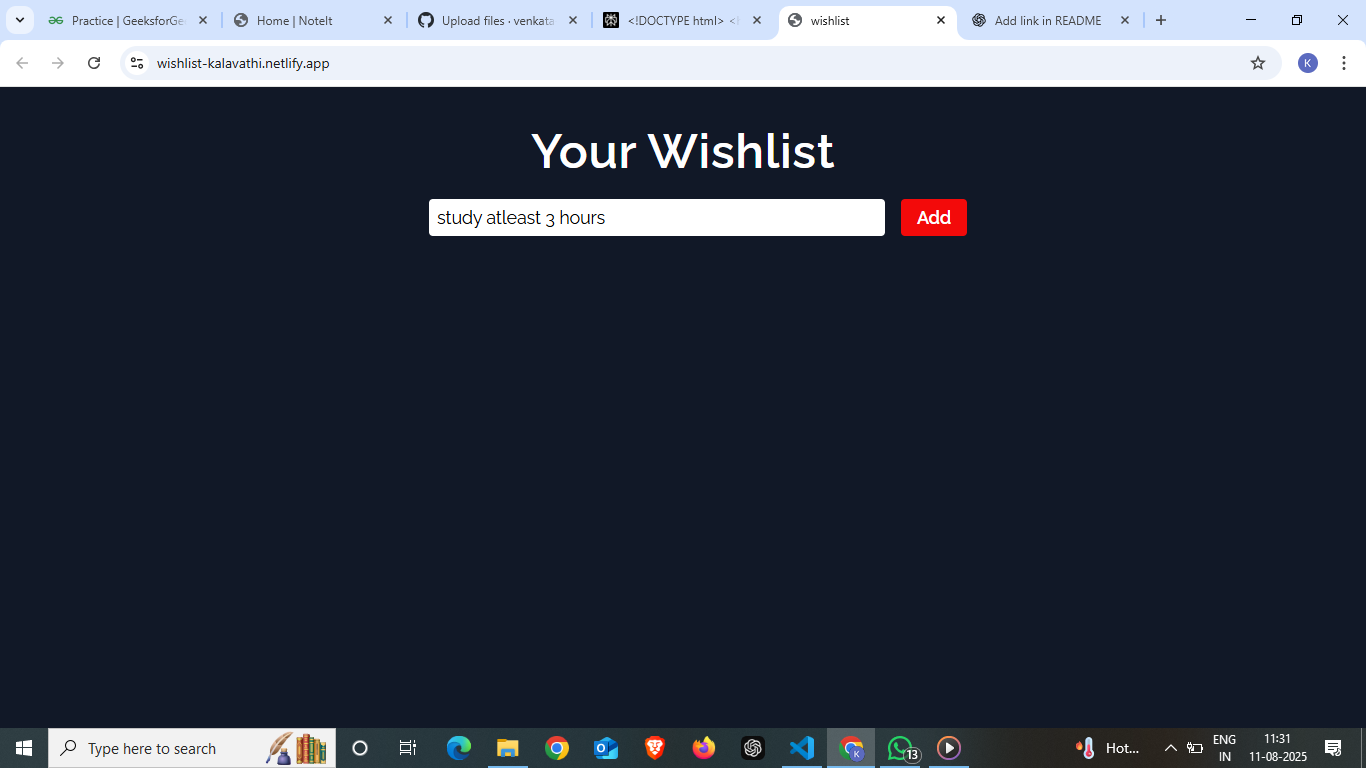 Practice | GeeksforGe
Home | NoteIt
Upload files · venkata
<!DOCTYPE html> <
wishlist
Add link in README
wishlist-kalavathi.netlify.app
K
Your Wishlist
study atleast 3 hours
Add
Type here to search
K
13
Hot...
ENG
IN
11:31
11-08-2025